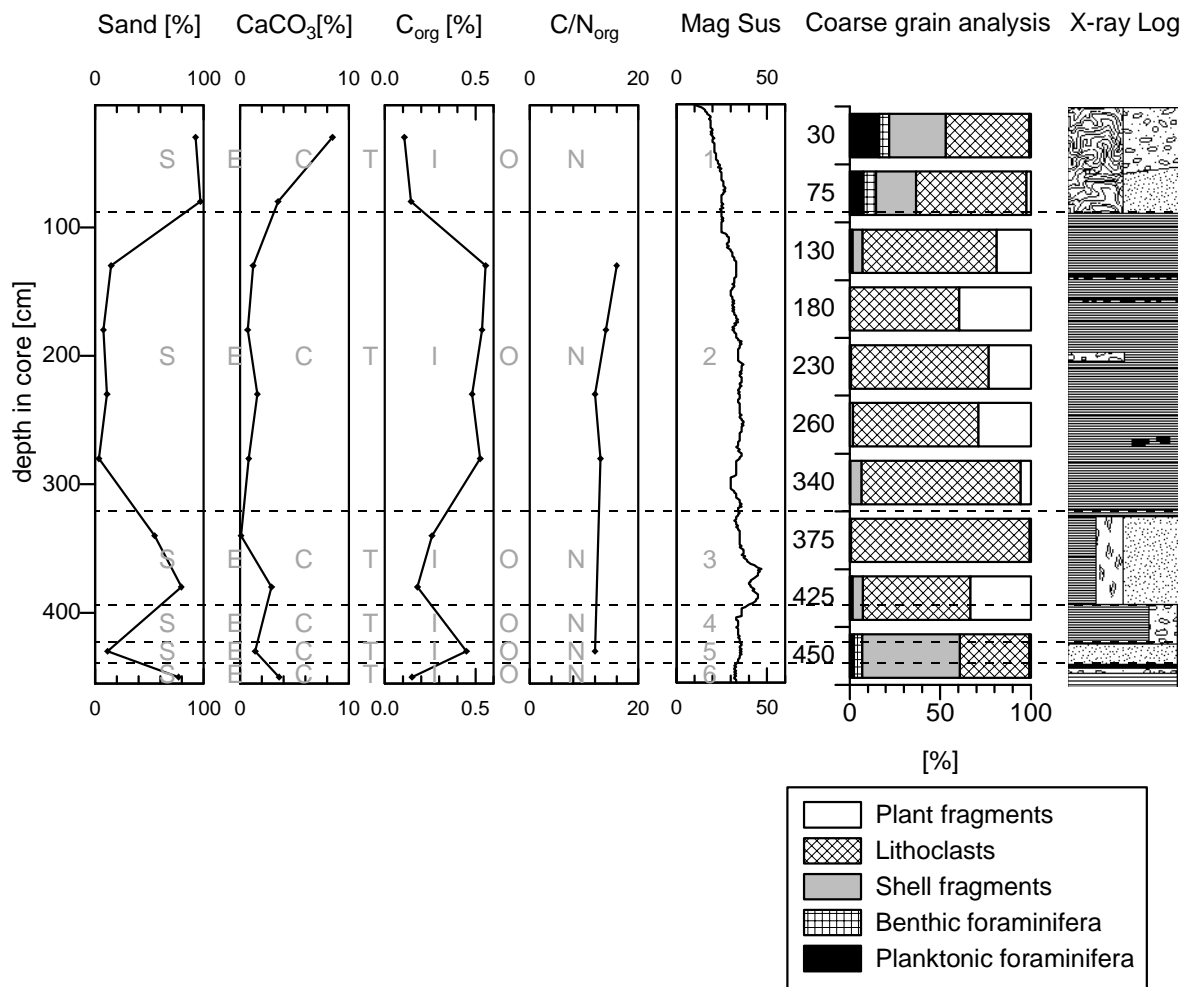 Sand [%] CaCO3[%] Corg [%] C/Norg Mag Sus Coarse grain analysis X-ray Log
0 100 0 10 0.0 0.5 0 20 0 50
30
S E C T I O N 1
75
100
130
180
200
S E C T I O N 2
230
260
340
300
375
S E C T I O N 3
425
400
S E C T I O N 4
S E C T I O N 5
450
S E C T I O N 6
depth in core [cm]
0 100 0 10 0.0 0.5 0 20 0 50
0 50 100
[%]
Plant fragments
Lithoclasts
Shell fragments
Benthic foraminifera
Planktonic foraminifera